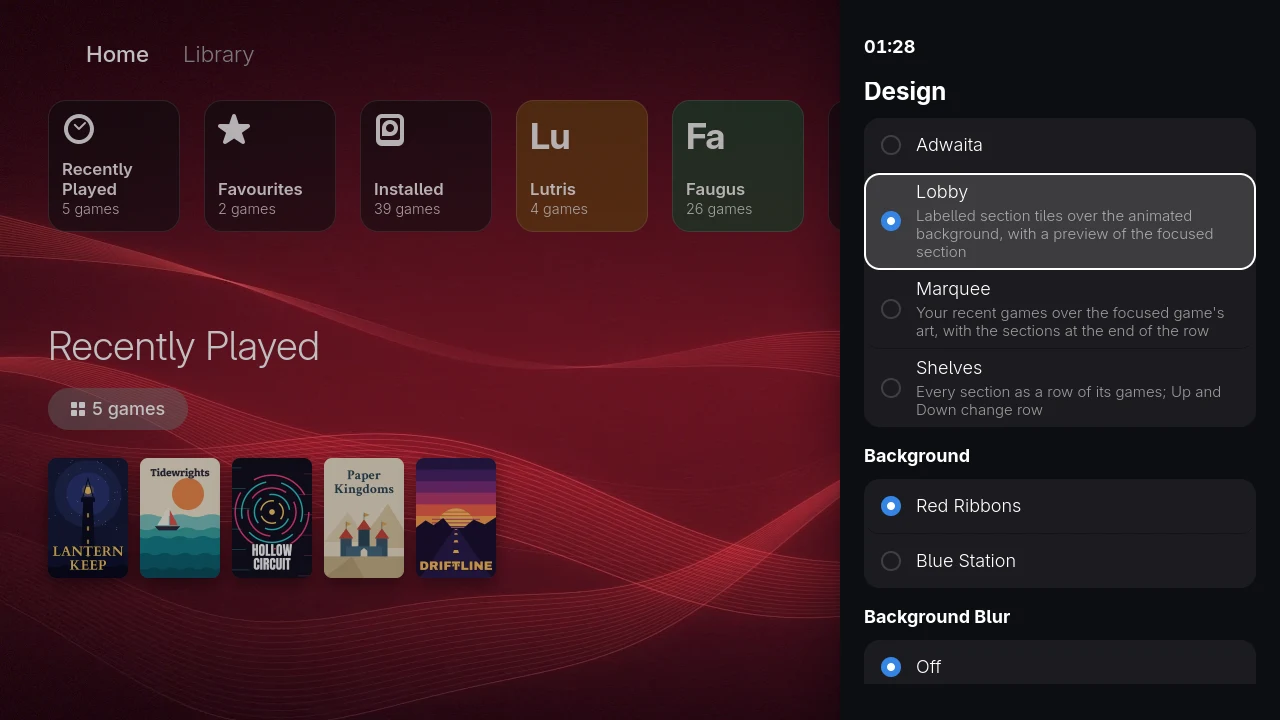 Home
Library
Recently
Played
5 games
Favourites
2 games
Installed
39 games
Lu
Lutris
4 games
Fa
Faugus
26 games
Recently Played
5 games
LANTERN
KEEP
Tidewrights
HOLLOW
CIRCUIT
Paper
Kingdoms
DRIFTLINE
01:28
Design
Adwaita
Lobby
Labelled section tiles over the animated
background, with a preview of the focused
section
Marquee
Your recent games over the focused game's
art, with the sections at the end of the row
Shelves
Every section as a row of its games; Up and
Down change row
Background
Red Ribbons
Blue Station
Background Blur
Off